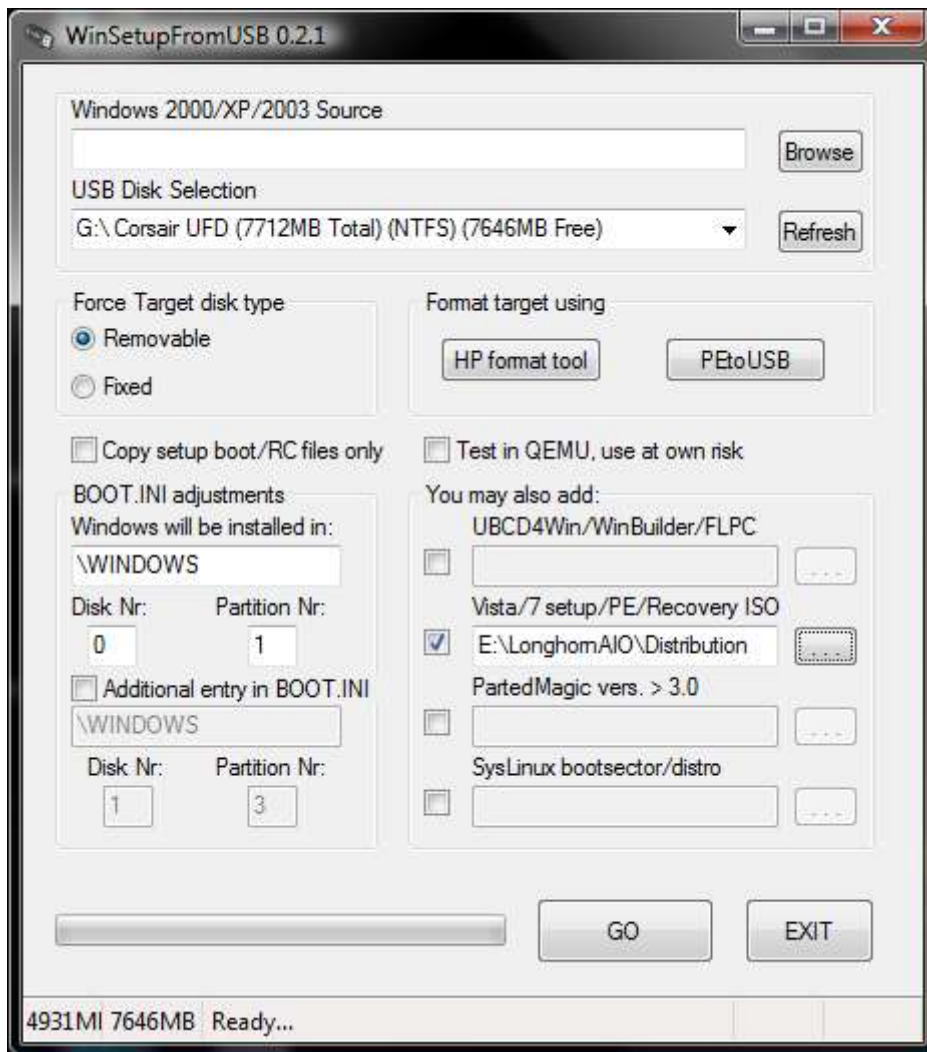 WinSetupFromUSB 0.2.1
Windows 2000/XP/2003 Source
Browse
USB Disk Selection
G:\ Corsair UFD (7712MB Total) (NTFS) (7646MB Free)
Refresh
Force Target disk type
Removable
Fixed
Format target using
HP format tool
PEtoUSB
Copy setup boot/RC files only
Test in QEMU, use at own risk
BOOT.INI adjustments
Windows will be installed in:
\WINDOWS
Disk Nr: Partition Nr:
0 1
Additional entry in BOOT.INI
\WINDOWS
Disk Nr: Partition Nr:
1 3
You may also add:
UBCD4Win/WinBuilder/FLPC
...
Vista/7 setup/PE/Recovery ISO
E:\LonghornAIO\Distribution
...
PartedMagic vers. > 3.0
...
SysLinux bootsector/distro
...
GO
EXIT
4931MI 7646MB Ready...